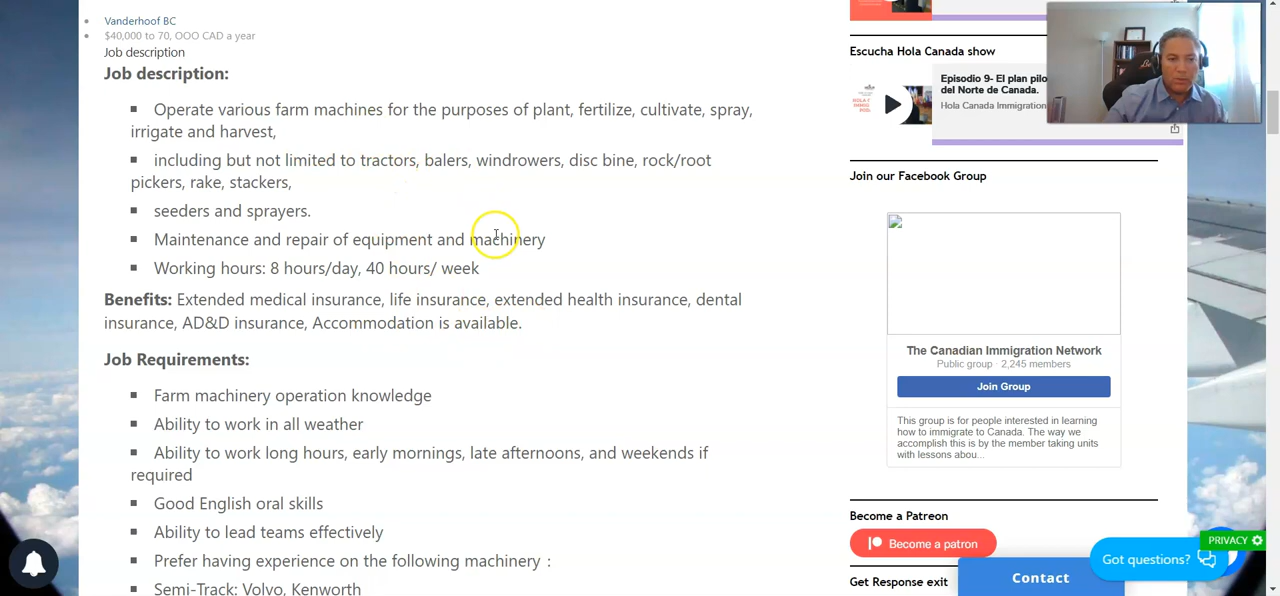 Vanderhoof BC
$40,000 to 70, OOO CAD a year
Job description
Job description:
Operate various farm machines for the purposes of plant, fertilize, cultivate, spray,
irrigate and harvest,
including but not limited to tractors, balers, windrowers, disc bine, rock/root
pickers, rake, stackers,
seeders and sprayers.
Maintenance and repair of equipment and machinery
Working hours: 8 hours/day, 40 hours/ week
Benefits: Extended medical insurance, life insurance, extended health insurance, dental
insurance, AD&D insurance, Accommodation is available.
Job Requirements:
Farm machinery operation knowledge
Ability to work in all weather
Ability to work long hours, early mornings, late afternoons, and weekends if
required
Good English oral skills
Ability to lead teams effectively
Prefer having experience on the following machinery :
Semi-Track: Volvo, Kenworth
Escucha Hola Canada show
Episodio 9- El plan pilo
del Norte de Canada.
Hola Canada Immigration
Join our Facebook Group
The Canadian Immigration Network
Public group · 2,245 members
Join Group
This group is for people interested in learning
how to immigrate to Canada. The way we
accomplish this is by the member taking units
with lessons abou...
Become a Patreon
Become a patron
Get Response exit
PRIVACY
Got questions?
Contact